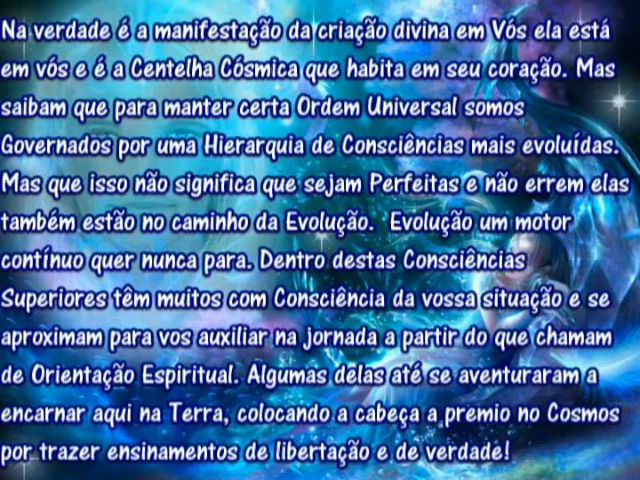 Na verdade é a manifestação da criação divina em Vós ela está
em vós e é a Centelha Cósmica que habita em seu coração. Mas
saibam que para manter certa Ordem Universal somos
Governados por uma Hierarquia de Consciências mais evoluídas.
Mas que isso não significa que sejam Perfeitas e não errem elas
também estão no caminho da Evolução. Evolução um motor
contínuo quer nunca para. Dentro destas Consciências
Superiores têm muitos com Consciência da vossa situação e se
aproximam para vos auxiliar na jornada a partir do que chamam
de Orientação Espiritual. Algumas delas até se aventuraram a
encarnar aqui na Terra, colocando a cabeça a premio no Cosmos
por trazer ensinamentos de libertação e de verdade!